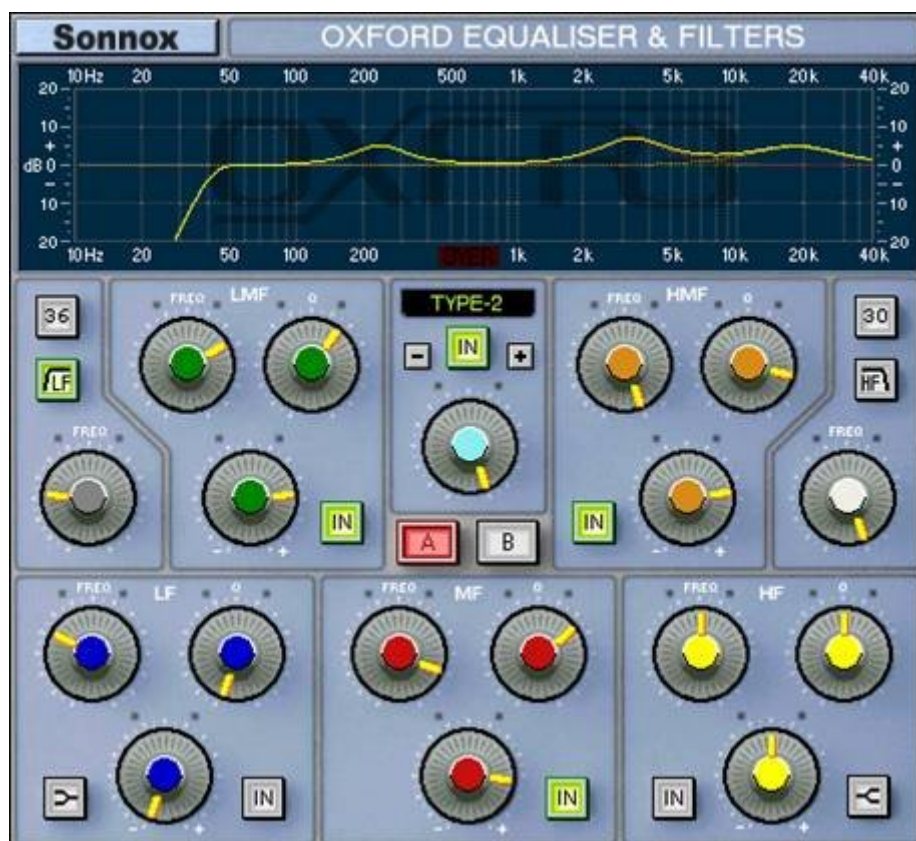 Sonnox OXFORD EQUALISER & FILTERS
10Hz 20 50 100 200 500 1k 2k 5k 10k 20k 40k
20 20
10 10
+ +
dB 0 0
− −
10 10
20 20
10Hz 20 50 100 200 OVER 1k 2k 5k 10k 20k 40k
OXFORD
36
LF
FREQ
FREQ LMF Q
− +
IN
TYPE-2
− IN +
A B
FREQ HMF Q
IN
− +
30
HF
FREQ
FREQ LF Q
− +
IN
FREQ MF Q
− +
IN
FREQ HF Q
IN
− +